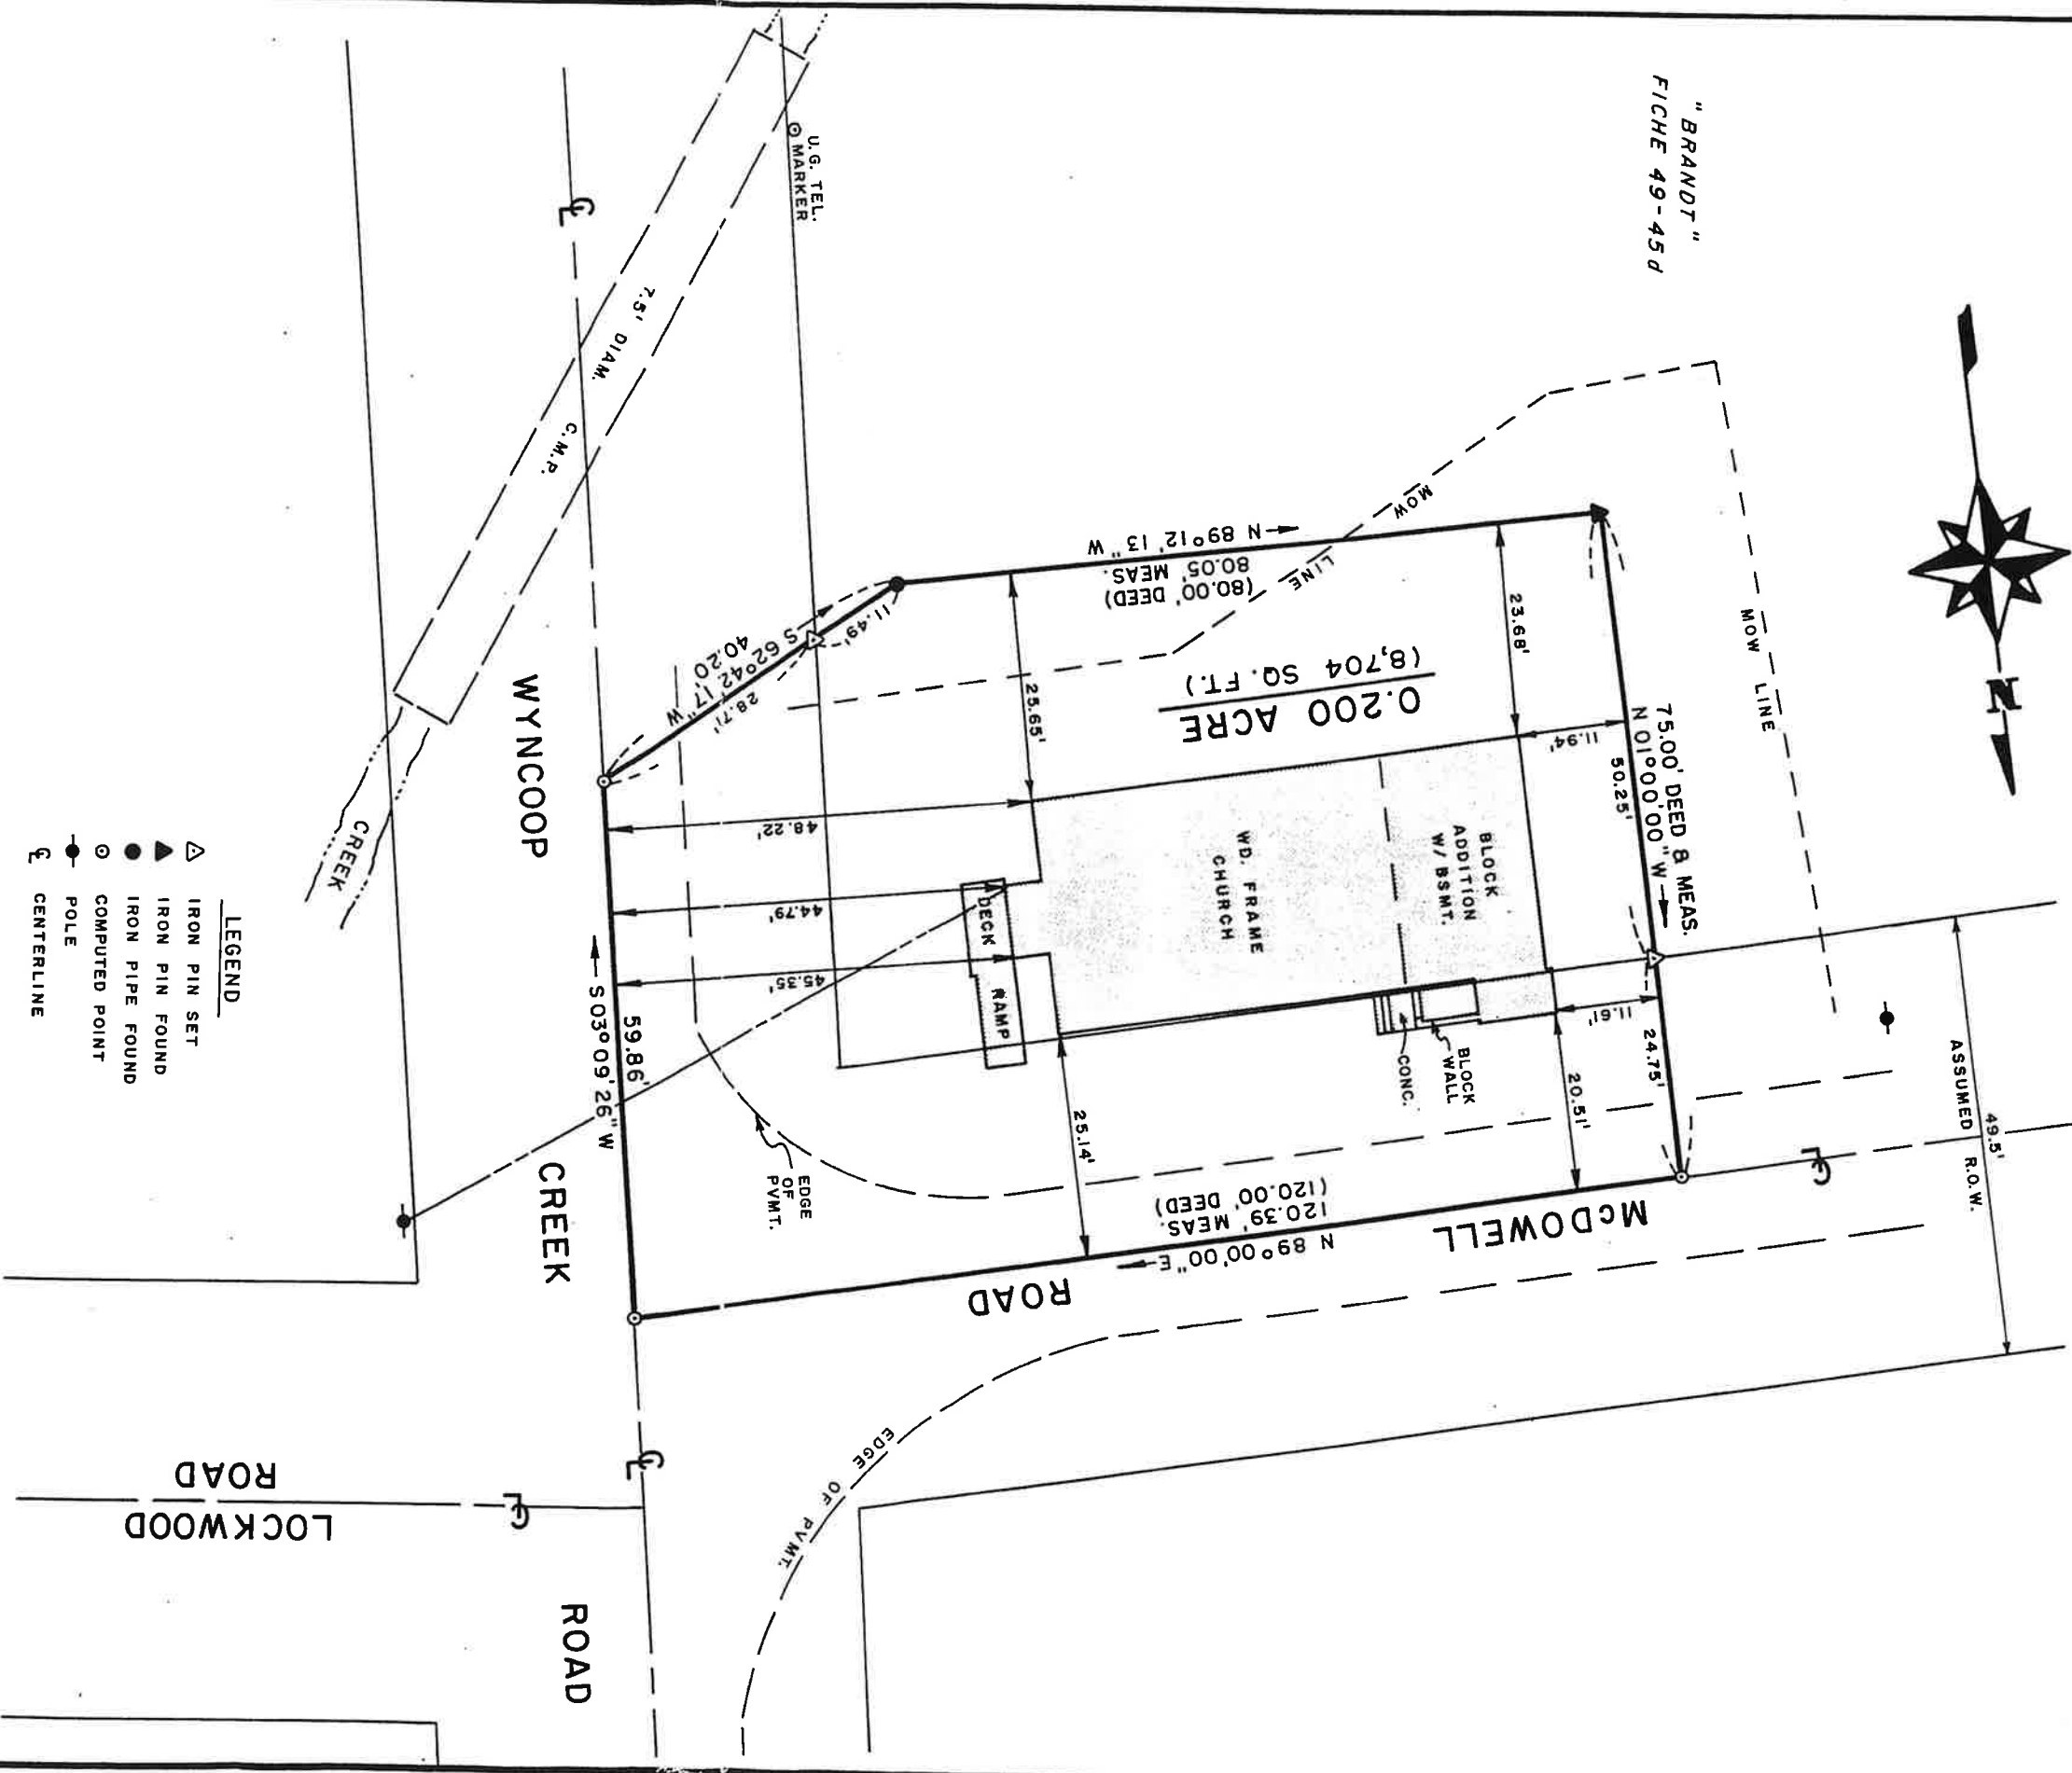 "BRANDT"
FICHE 49-45d
U.G. TEL.
MARKER
7.5' DIAM.
C.M.P.
MOW LINE
MOW LINE
N
N 89°12'13" W
80.05' MEAS.
(80.00' DEED)
11.49'
S 62°42'17" W
40.20'
28.71'
0.200 ACRE
(8,704 SQ. FT.)
23.68'
25.65'
11.94'
75.00' DEED & MEAS.
N 01°00'00" W
50.25'
24.75'
48.22'
44.79'
45.35'
DECK
RAMP
WD. FRAME
CHURCH
BLOCK
ADDITION
W/ BSMT.
BLOCK
WALL
CONC.
11.61'
20.51'
25.14'
59.86'
S 03°09'26" W
EDGE
OF
PVMT.
N 89°00'00" E
120.39' MEAS.
(120.00' DEED)
McDOWELL
ROAD
ASSUMED
49.5'
R.O.W.
WYNCOOP
CREEK
ROAD
CREEK
EDGE OF PVMT.
LOCKWOOD
ROAD
℄
℄
℄
℄
LEGEND
IRON PIN SET
IRON PIN FOUND
IRON PIPE FOUND
COMPUTED POINT
POLE
℄ CENTERLINE